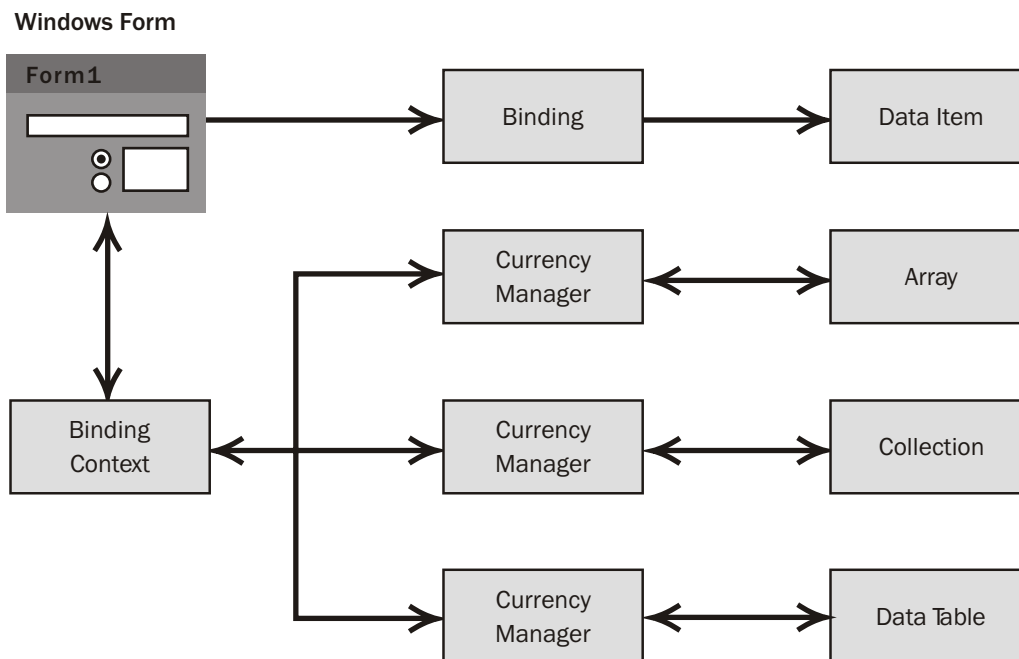 Windows Form
Form1
Binding
Data Item
Currency
Manager
Array
Binding
Context
Currency
Manager
Collection
Currency
Manager
Data Table